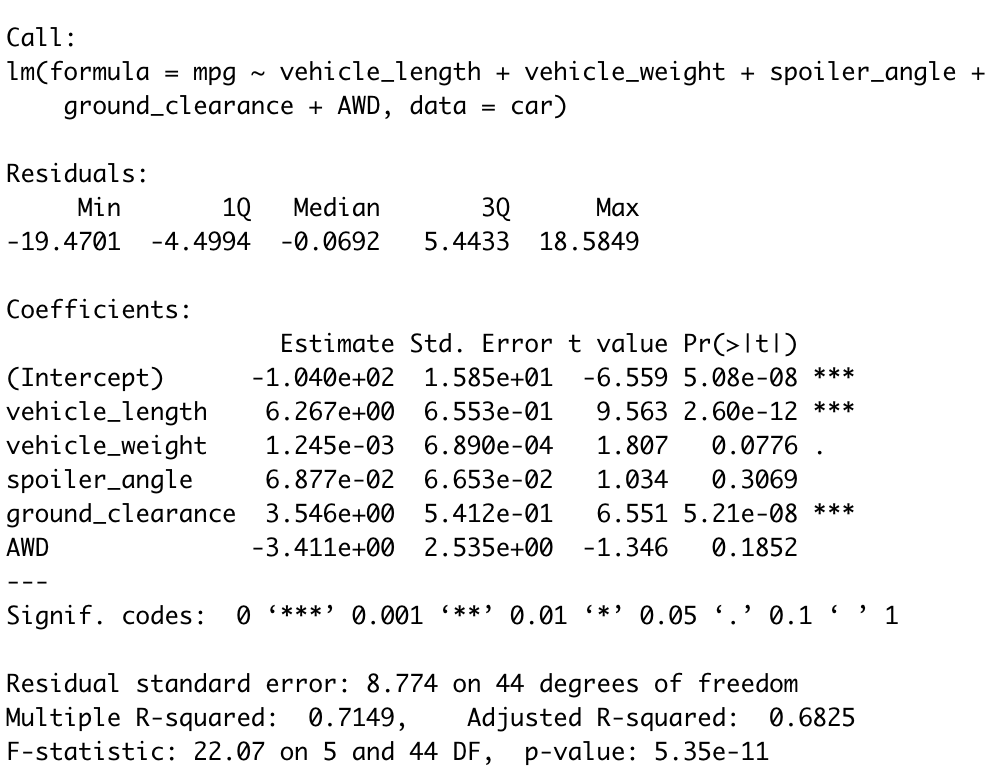 Call:
lm(formula = mpg ~ vehicle_length + vehicle_weight + spoiler_angle +
    ground_clearance + AWD, data = car)

Residuals:
     Min       1Q   Median       3Q      Max
-19.4701  -4.4994  -0.0692   5.4433  18.5849

Coefficients:
                   Estimate Std. Error t value Pr(>|t|)
(Intercept)      -1.040e+02  1.585e+01  -6.559 5.08e-08 ***
vehicle_length    6.267e+00  6.553e-01   9.563 2.60e-12 ***
vehicle_weight    1.245e-03  6.890e-04   1.807   0.0776 .
spoiler_angle     6.877e-02  6.653e-02   1.034   0.3069
ground_clearance  3.546e+00  5.412e-01   6.551 5.21e-08 ***
AWD              -3.411e+00  2.535e+00  -1.346   0.1852
---
Signif. codes:  0 ‘***’ 0.001 ‘**’ 0.01 ‘*’ 0.05 ‘.’ 0.1 ‘ ’ 1

Residual standard error: 8.774 on 44 degrees of freedom
Multiple R-squared:  0.7149,    Adjusted R-squared:  0.6825
F-statistic: 22.07 on 5 and 44 DF,  p-value: 5.35e-11